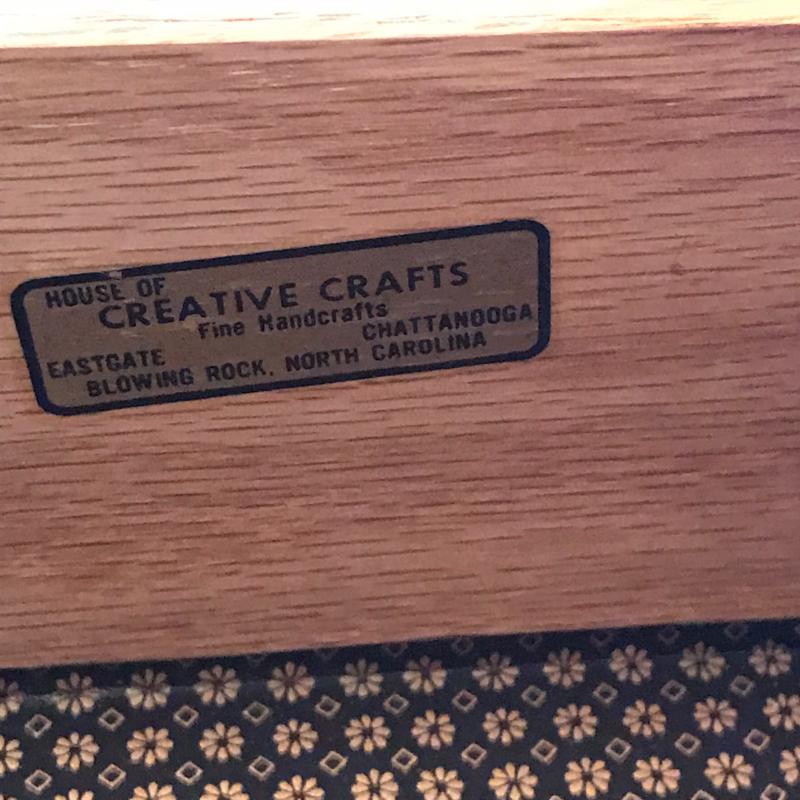 HOUSE OF
CREATIVE CRAFTS
Fine Handcrafts
EASTGATE CHATTANOOGA
BLOWING ROCK, NORTH CAROLINA